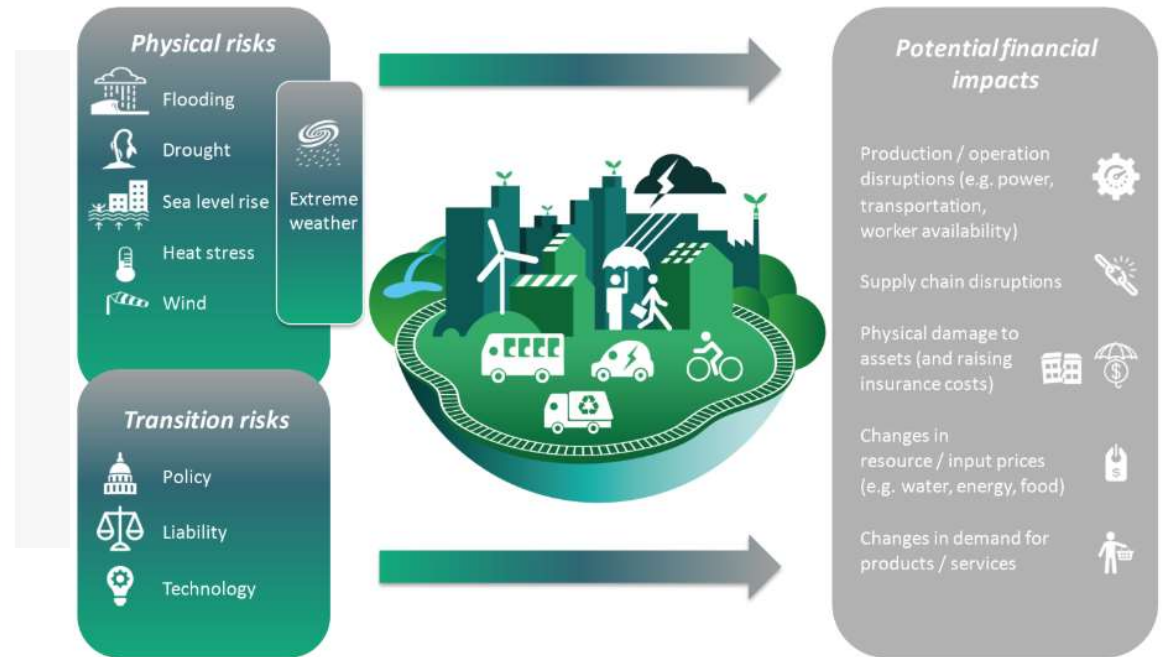 Physical risks
Flooding
Drought
Sea level rise
Heat stress
Wind
Extreme
weather
Transition risks
Policy
Liability
Technology
Potential financial
impacts
Production / operation
disruptions (e.g. power,
transportation,
worker availability)
Supply chain disruptions
Physical damage to
assets (and raising
insurance costs)
$
Changes in
resource / input prices
(e.g. water, energy, food)
$
Changes in demand for
products / services